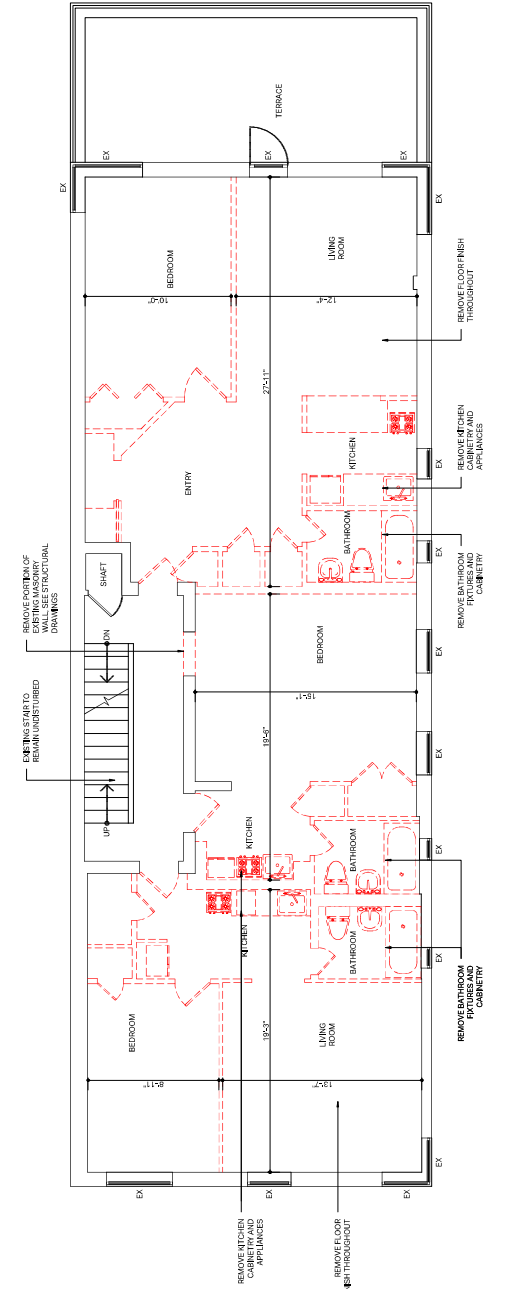 TERRACE
EX
EX
EX
EX
EX
BEDROOM
LIVING
ROOM
10'-0"
12'-4"
REMOVE FLOOR FINISH
THROUGHOUT
27'-11"
ENTRY
KITCHEN
REMOVE KITCHEN
CABINETRY AND
APPLIANCES
EX
BATHROOM
EX
REMOVE BATHROOM
FIXTURES AND
CABINETRY
SHAFT
REMOVE PORTION OF
EXISTING MASONRY
WALL, SEE STRUCTURAL
DRAWINGS
DN
BEDROOM
EX
15'-1"
EXISTING STAIR TO
REMAIN UNDISTURBED
19'-6"
EX
UP
KITCHEN
BATHROOM
EX
KITCHEN
BATHROOM
EX
REMOVE BATHROOM
FIXTURES AND
CABINETRY
BEDROOM
19'-3"
LIVING
ROOM
8'-11"
13'-7"
EX
EX
EX
EX
REMOVE KITCHEN
CABINETRY AND
APPLIANCES
REMOVE FLOOR
ISH THROUGHOUT